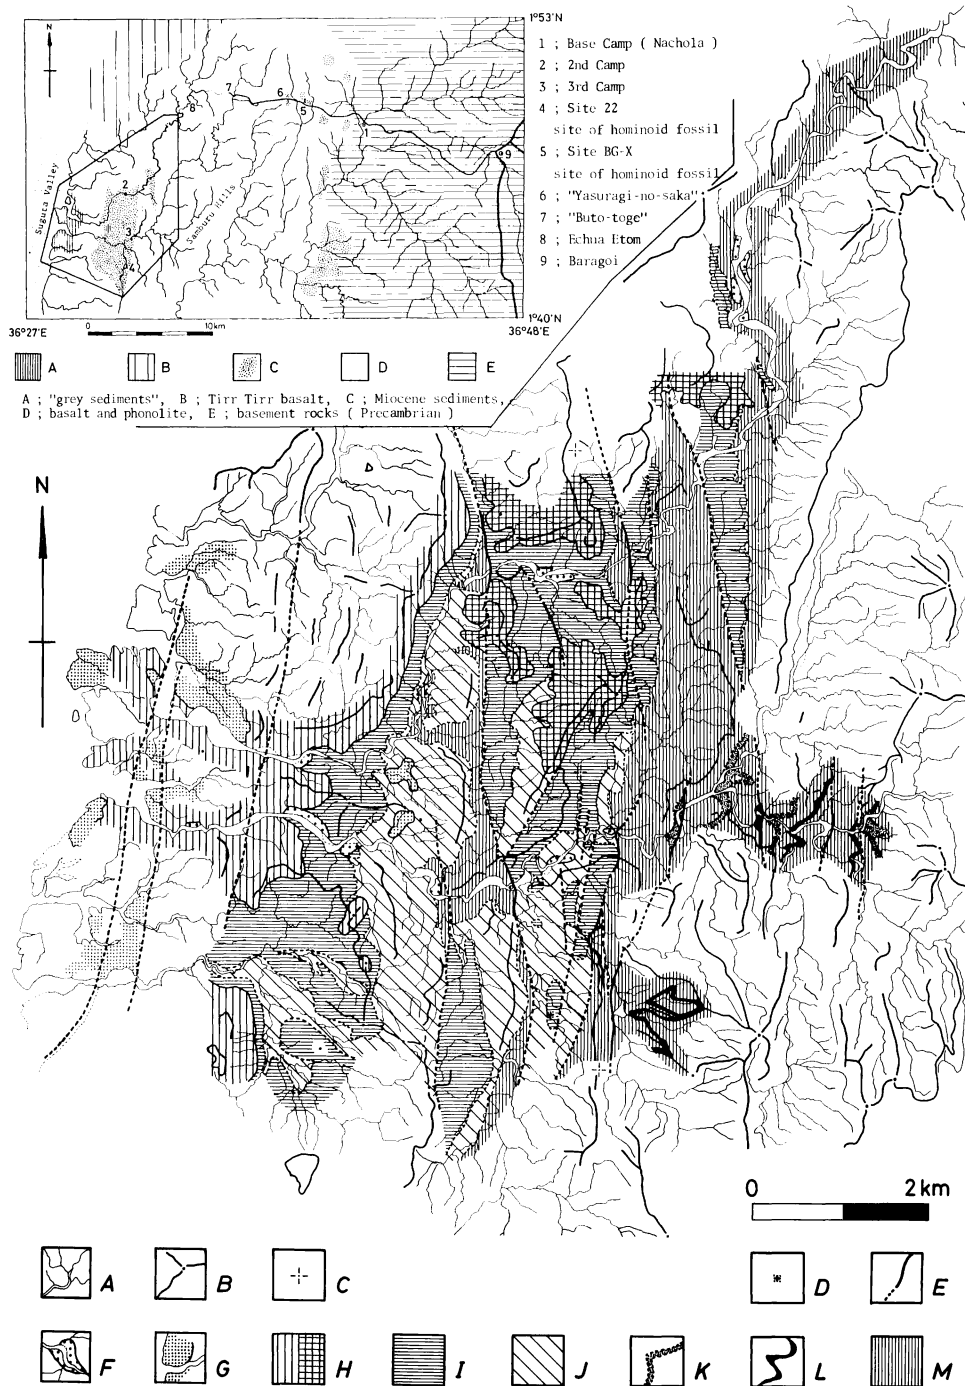 N
1°53'N
1 ; Base Camp ( Nachola )
2 ; 2nd Camp
3 ; 3rd Camp
4 ; Site 22
site of hominoid fossil
5 ; Site BG-X
site of hominoid fossil
6 ; "Yasuragi-no-saka"
7 ; "Buto-toge"
8 ; Echua Etom
9 ; Baragoi
8
7
6
5
1
9
2
3
4
Suguta Valley
Samburu Hills
1°40'N
36°27'E
0
10km
36°48'E
A
B
C
D
E
A ; "grey sediments", B ; Tirr Tirr basalt, C ; Miocene sediments,
D ; basalt and phonolite, E ; basement rocks ( Precambrian )
N
0
2 km
A
B
C
D
E
F
G
H
I
J
K
L
M